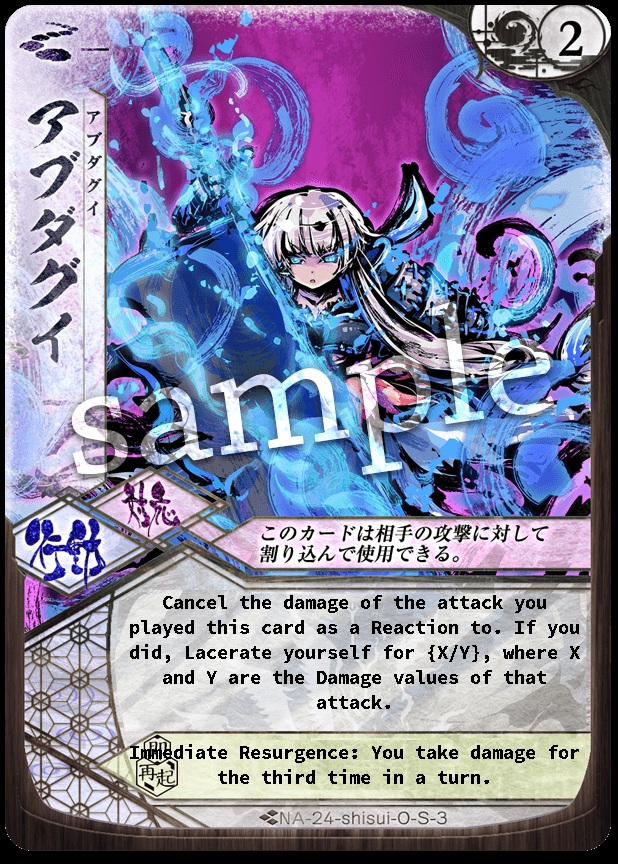 2
アブダグイ
アブダグイ
sample
対応
行動
このカードは相手の攻撃に対して
割り込んで使用できる。
Cancel the damage of the attack you
played this card as a Reaction to. If you
did, Lacerate yourself for {X/Y}, where X
and Y are the Damage values of that
attack.
Immediate Resurgence: You take damage for
the third time in a turn.
再起
NA-24-shisui-O-S-3